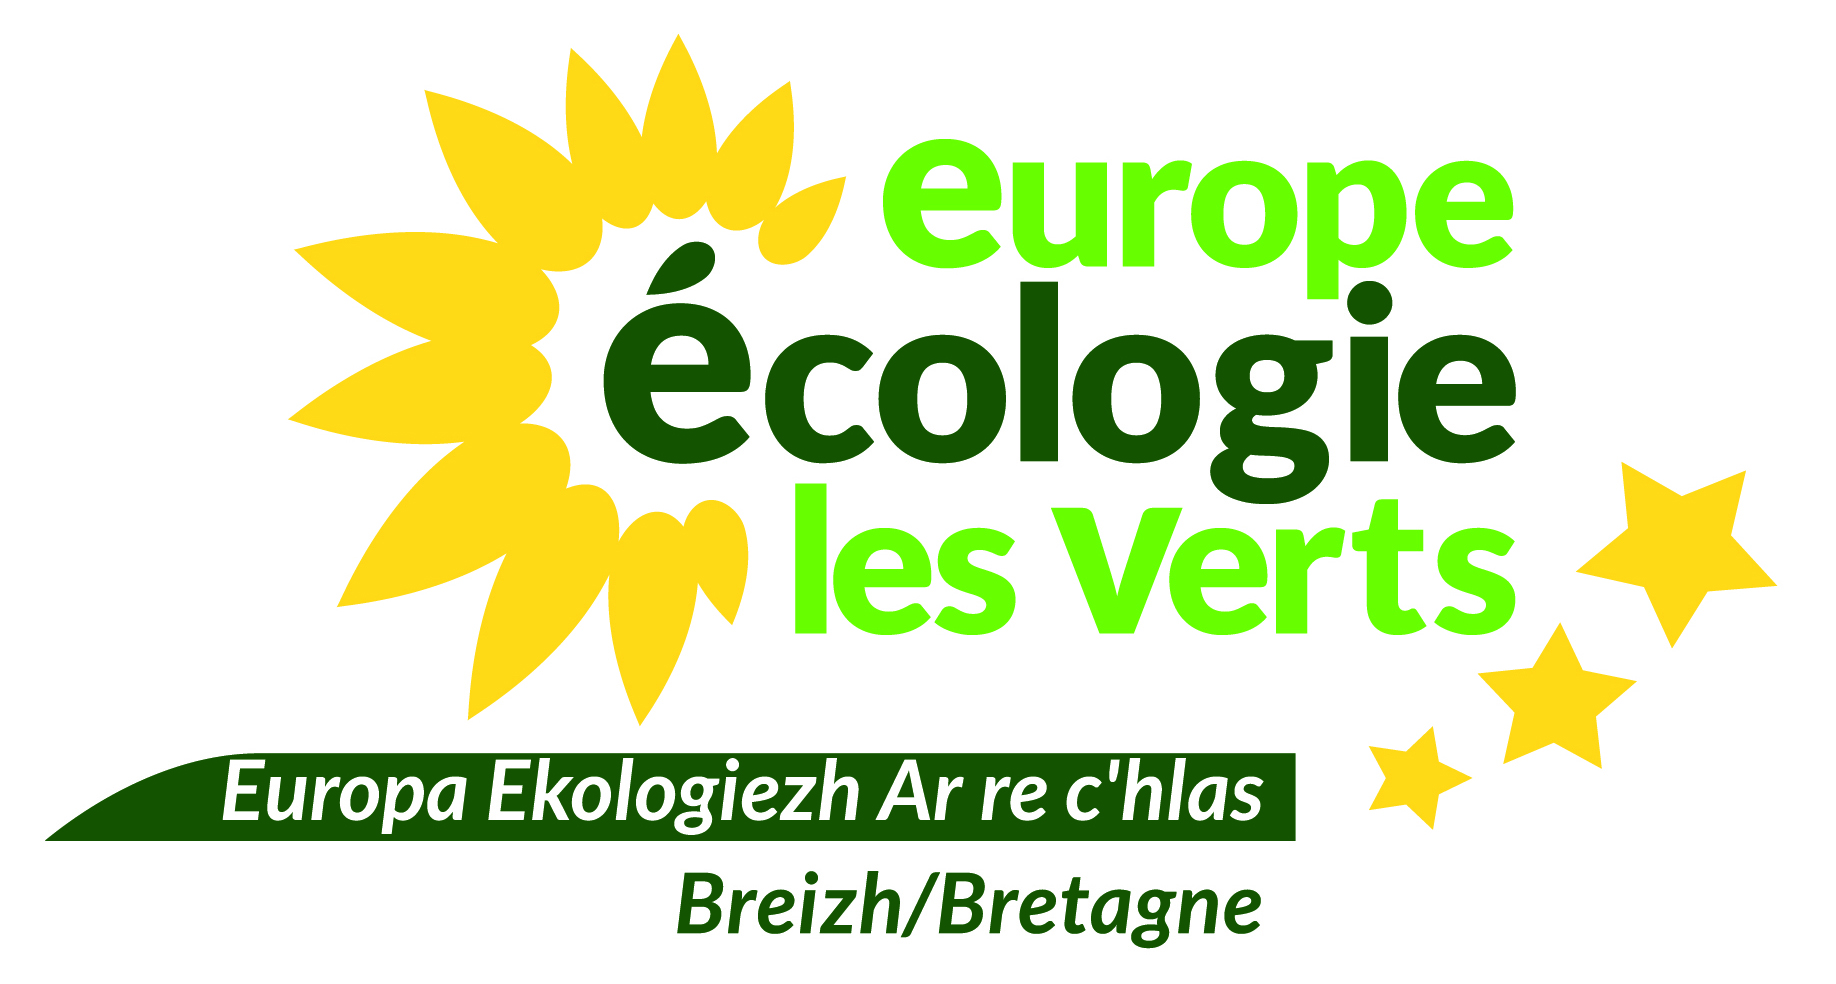 europe
écologie
les verts
Europa Ekologiezh Ar re c'hlas
Breizh/Bretagne